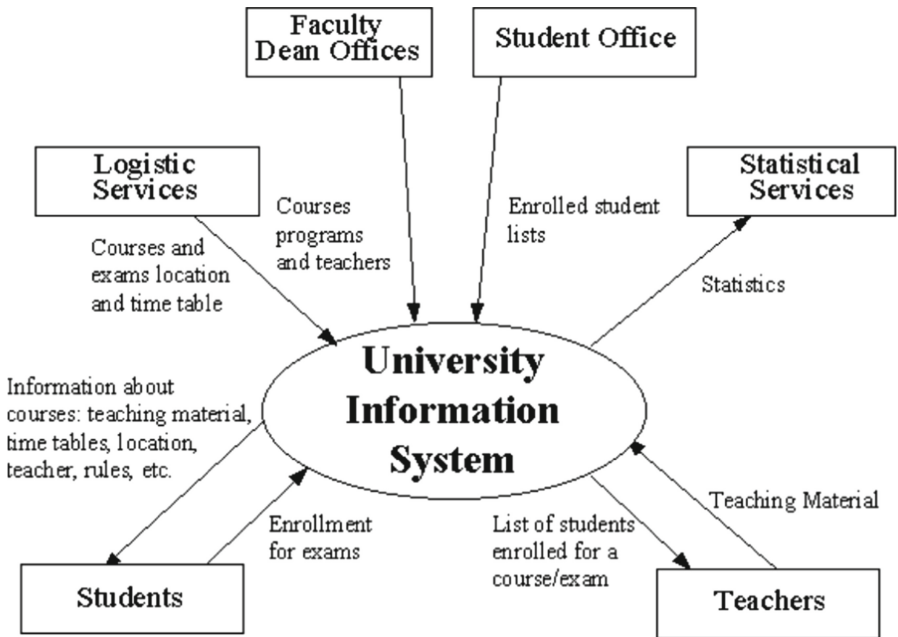 Faculty
Dean Offices
Student Office
Logistic
Services
Statistical
Services
Courses
programs
and teachers
Enrolled student
lists
Courses and
exams location
and time table
Statistics
University
Information
System
Information about
courses: teaching material,
time tables, location,
teacher, rules, etc.
Enrollment
for exams
List of students
enrolled for a
course/exam
Teaching Material
Students
Teachers